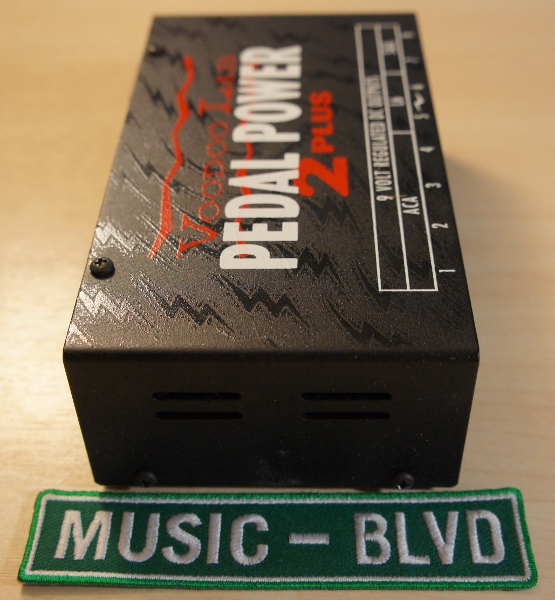 VOODOO LAB
PEDAL POWER
2 PLUS
9 VOLT REGULATED DC OUTPUTS
ACA
1 2 3 4 5 6 7 8
MUSIC – BLVD